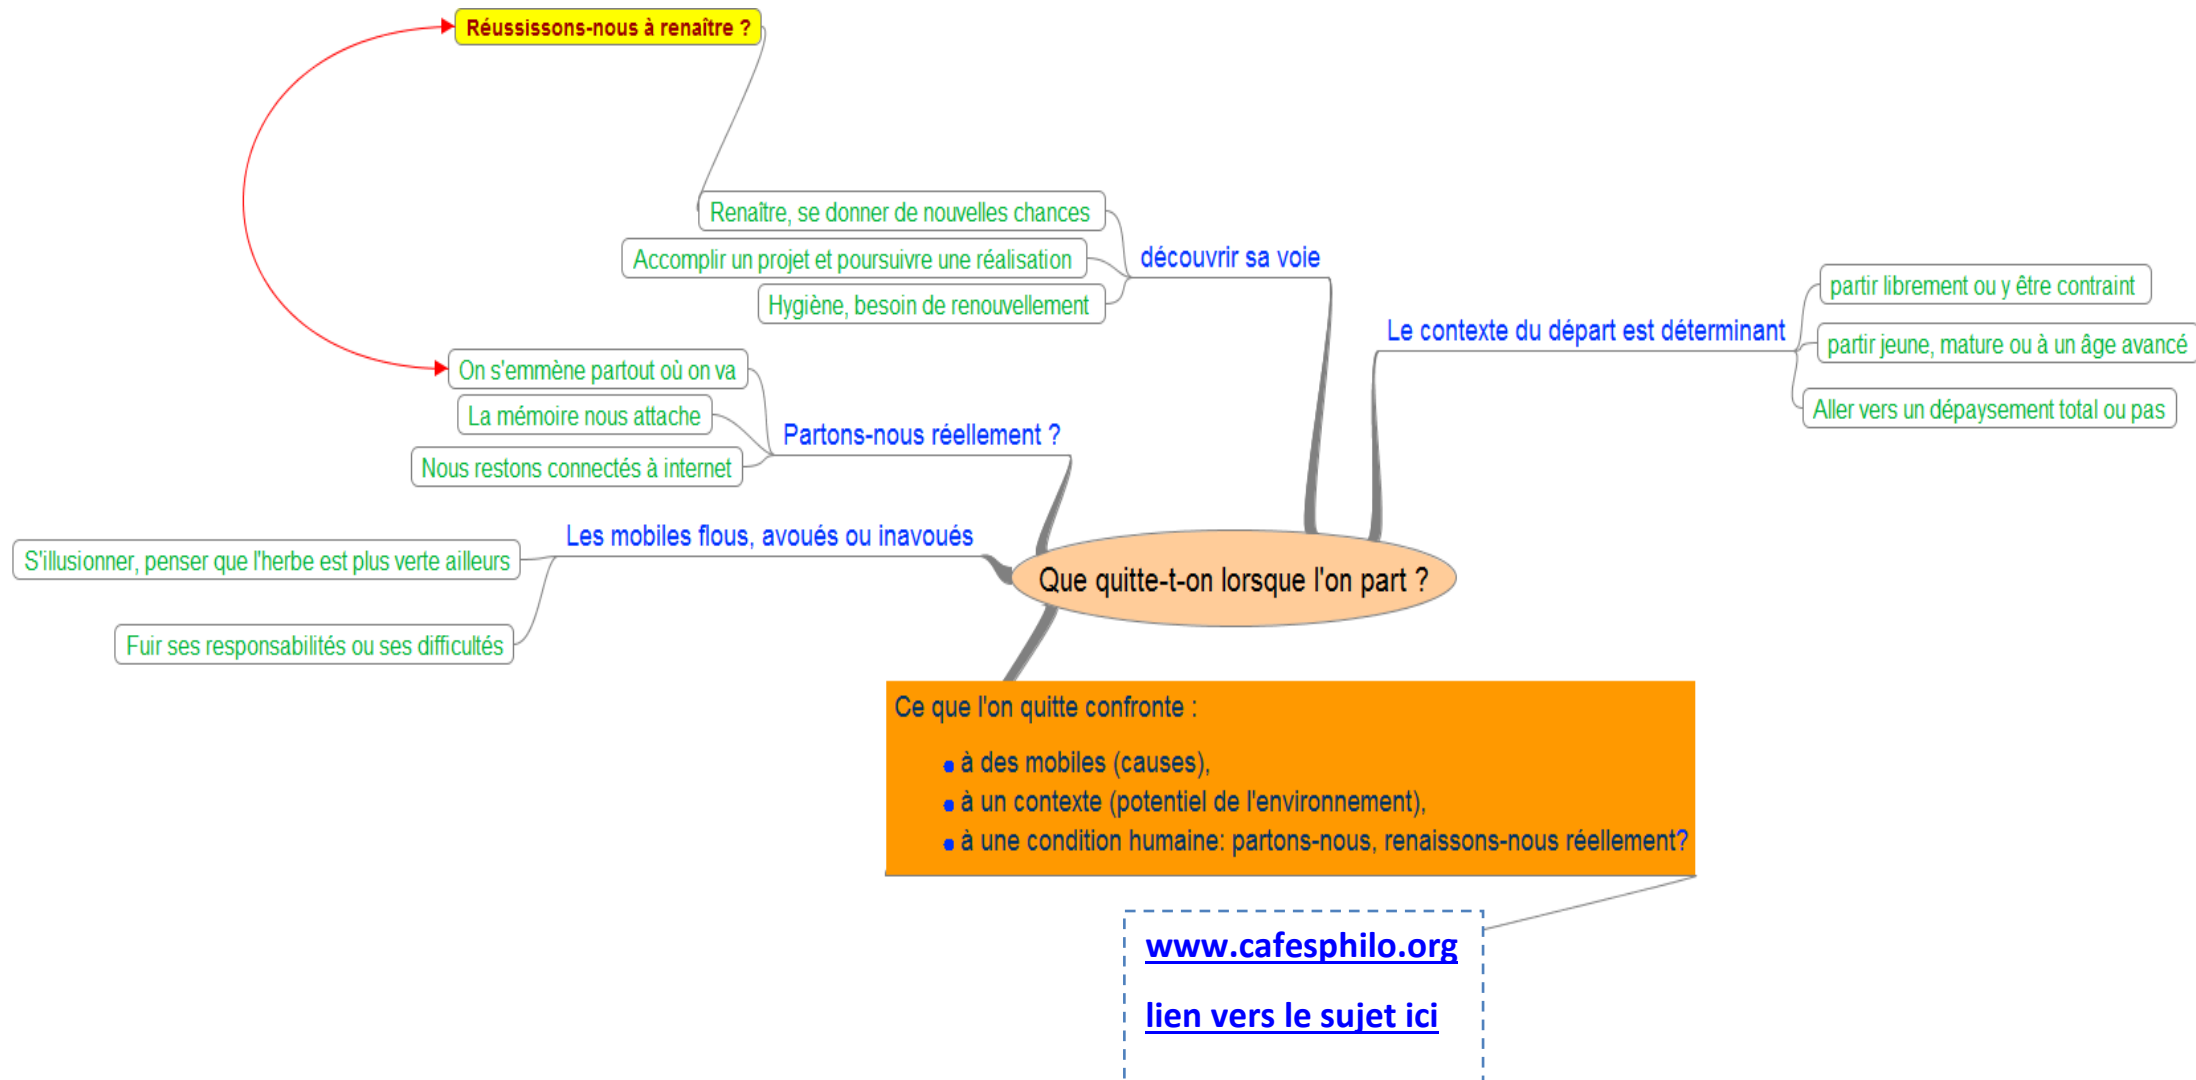 Réussissons-nous à renaître ?
Renaître, se donner de nouvelles chances
Accomplir un projet et poursuivre une réalisation
Hygiène, besoin de renouvellement
découvrir sa voie
Le contexte du départ est déterminant
partir librement ou y être contraint
partir jeune, mature ou à un âge avancé
Aller vers un dépaysement total ou pas
On s'emmène partout où on va
La mémoire nous attache
Nous restons connectés à internet
Partons-nous réellement ?
Les mobiles flous, avoués ou inavoués
S'illusionner, penser que l'herbe est plus verte ailleurs
Fuir ses responsabilités ou ses difficultés
Que quitte-t-on lorsque l'on part ?
Ce que l'on quitte confronte :
à des mobiles (causes),
à un contexte (potentiel de l'environnement),
à une condition humaine: partons-nous, renaissons-nous réellement?
www.cafesphilo.org
lien vers le sujet ici